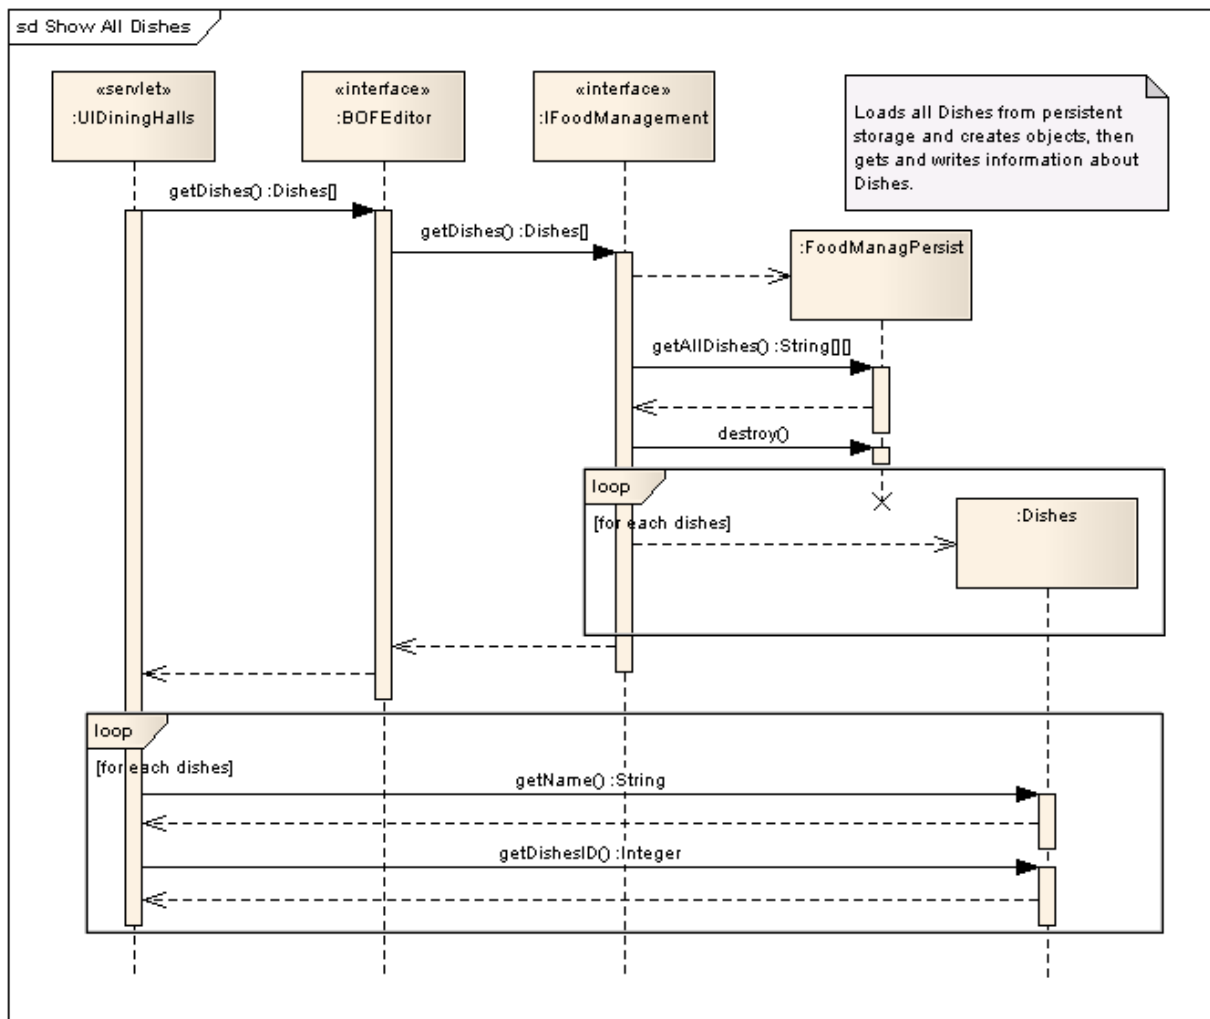 sd Show All Dishes
«servlet»
:UIDiningHalls
«interface»
:BOFEditor
«interface»
:IFoodManagement
Loads all Dishes from persistent
storage and creates objects, then
gets and writes information about
Dishes.
getDishes() :Dishes[]
getDishes() :Dishes[]
:FoodManagPersist
getAllDishes() :String[][]
destroy()
loop
[for each dishes]
:Dishes
loop
[for each dishes]
getName() :String
getDishesID() :Integer